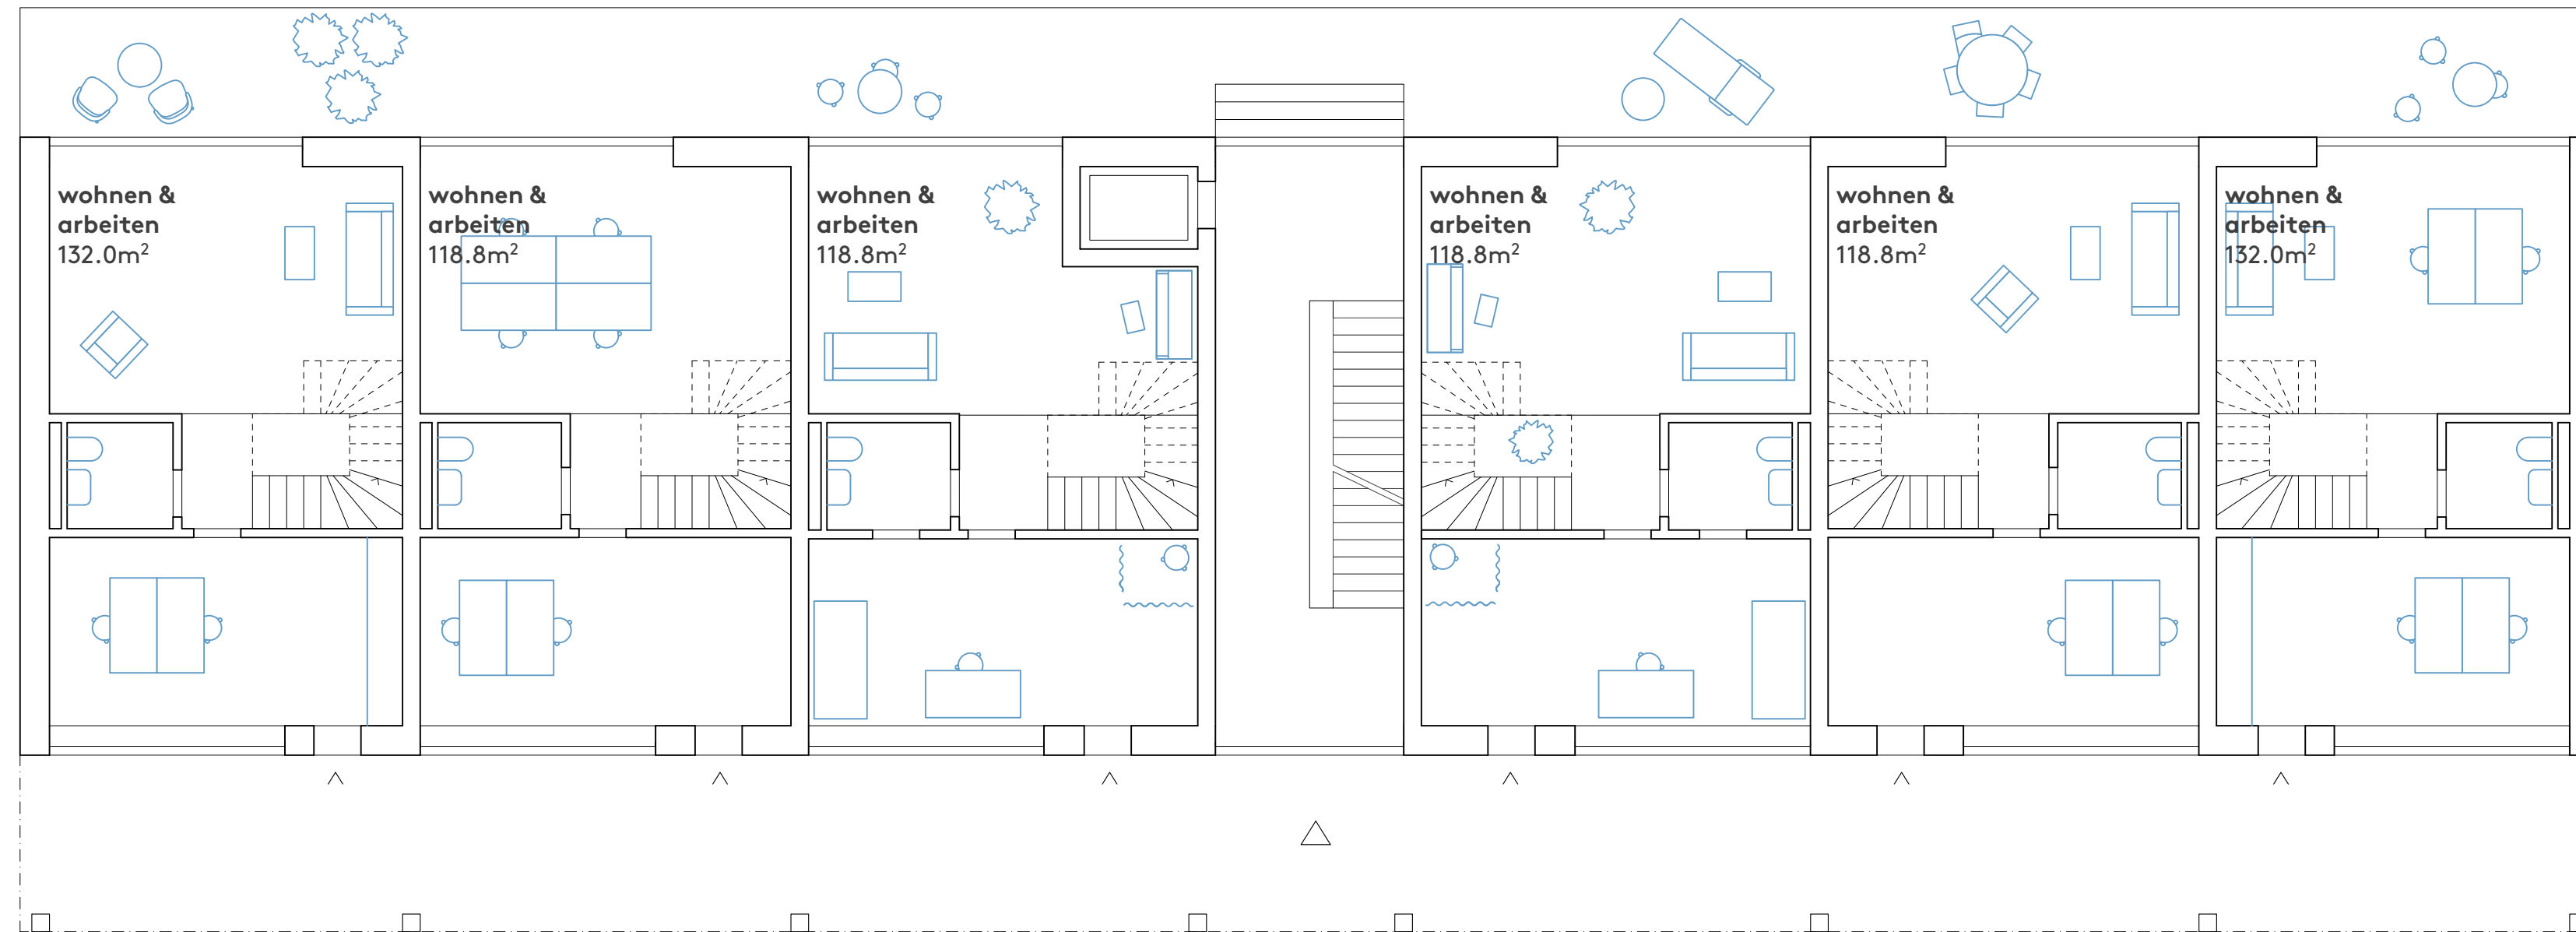 wohnen &
arbeiten
132.0m²
wohnen &
arbeiten
118.8m²
wohnen &
arbeiten
118.8m²
wohnen &
arbeiten
118.8m²
wohnen &
arbeiten
118.8m²
wohnen &
arbeiten
132.0m²